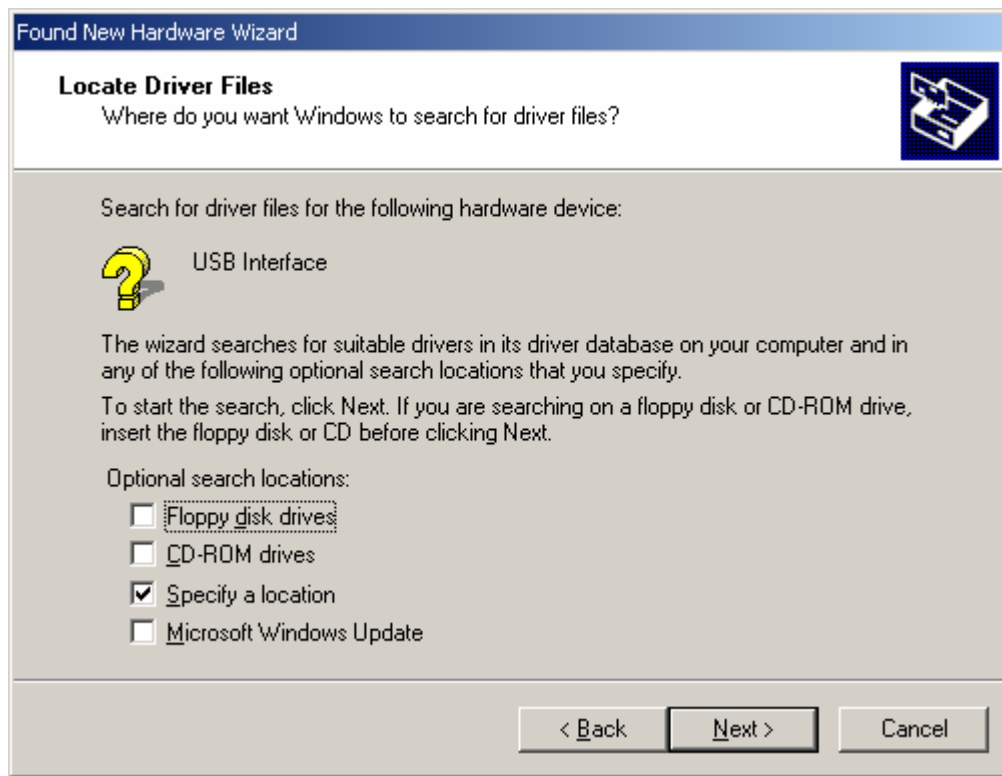 Found New Hardware Wizard
Locate Driver Files
Where do you want Windows to search for driver files?
Search for driver files for the following hardware device:
USB Interface
The wizard searches for suitable drivers in its driver database on your computer and in
any of the following optional search locations that you specify.
To start the search, click Next. If you are searching on a floppy disk or CD-ROM drive,
insert the floppy disk or CD before clicking Next.
Optional search locations:
Floppy disk drives
CD-ROM drives
Specify a location
Microsoft Windows Update
< Back
Next >
Cancel